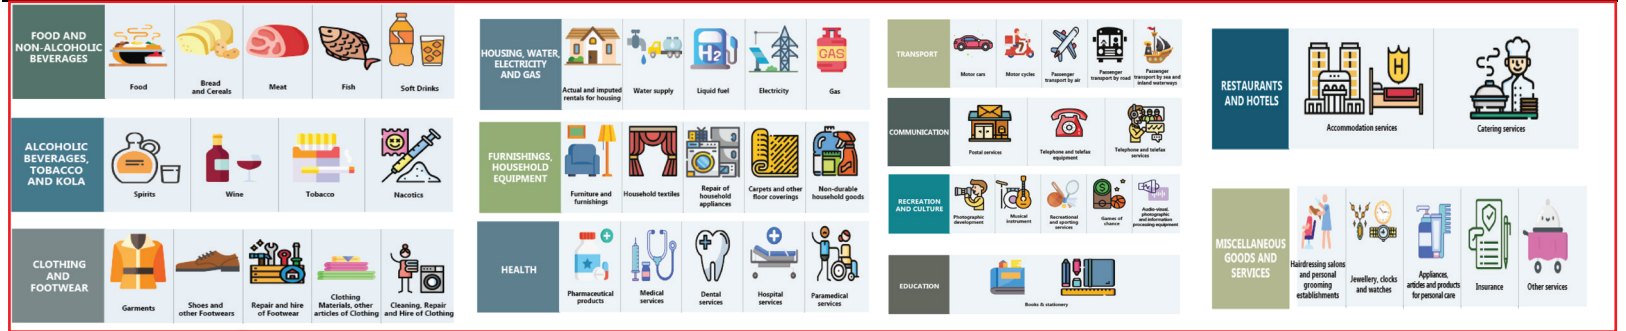 FOOD AND
NON-ALCOHOLIC
BEVERAGES
Food
Bread
and Cereals
Meat
Fish
Soft Drinks
ALCOHOLIC
BEVERAGES,
TOBACCO
AND KOLA
Spirits
Wine
Tobacco
Nacotics
CLOTHING
AND
FOOTWEAR
Garments
Shoes and
other Footwears
Repair and hire
of Footwear
Clothing
Materials, other
articles of Clothing
Cleaning, Repair
and Hire of Clothing
HOUSING, WATER,
ELECTRICITY
AND GAS
Actual and imputed
rentals for housing
Water supply
H2
Liquid fuel
Electricity
GAS
Gas
FURNISHINGS,
HOUSEHOLD
EQUIPMENT
Furniture and
furnishings
Household textiles
Repair of
household
appliances
Carpets and other
floor coverings
Non-durable
household goods
HEALTH
Pharmaceutical
products
Medical
services
Dental
services
Hospital
services
Paramedical
services
TRANSPORT
Motor cars
Motor cycles
Passenger
transport by air
Passenger
transport by road
Passenger
transport by sea and
inland waterways
COMMUNICATION
Postal services
Telephone and telefax
equipment
Telephone and telefax
services
RECREATION
AND CULTURE
Photographic
development
Musical
instrument
Recreational
and sporting
services
Games of
chance
Audio-visual,
photographic
and information
processing equipment
EDUCATION
Books & stationery
RESTAURANTS
AND HOTELS
H
Accommodation services
Catering services
MISCELLANEOUS
GOODS AND
SERVICES
Hairdressing salons
and personal
grooming
establishments
Jewellery, clocks
and watches
Appliances,
articles and products
for personal care
Insurance
Other services